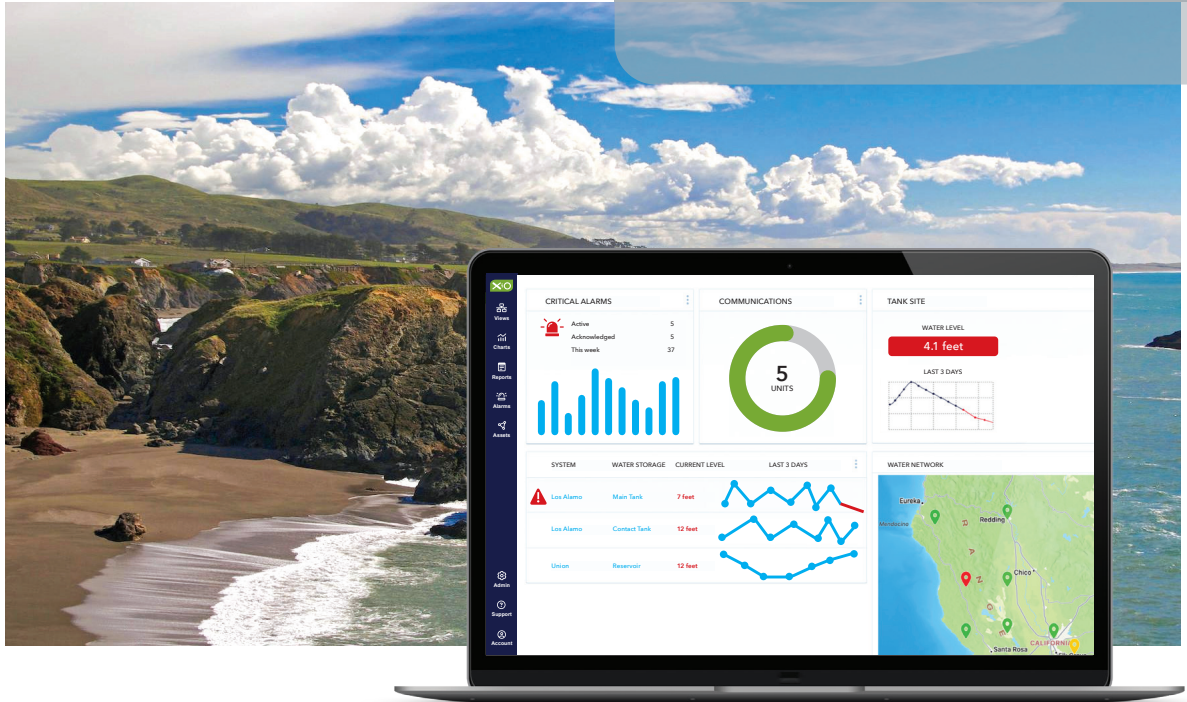 XiO
Views
Charts
Reports
Alarms
Assets
Admin
Support
Account
CRITICAL ALARMS
Active 5
Acknowledged 5
This week 37
COMMUNICATIONS
5
UNITS
TANK SITE
WATER LEVEL
4.1 feet
LAST 3 DAYS
SYSTEM WATER STORAGE CURRENT LEVEL LAST 3 DAYS
Los Alamo Main Tank 7 feet
Los Alamo Contact Tank 12 feet
Union Reservoir 12 feet
WATER NETWORK
Eureka
Redding
Mendocino
Chico
CALIFORNIA
Santa Rosa